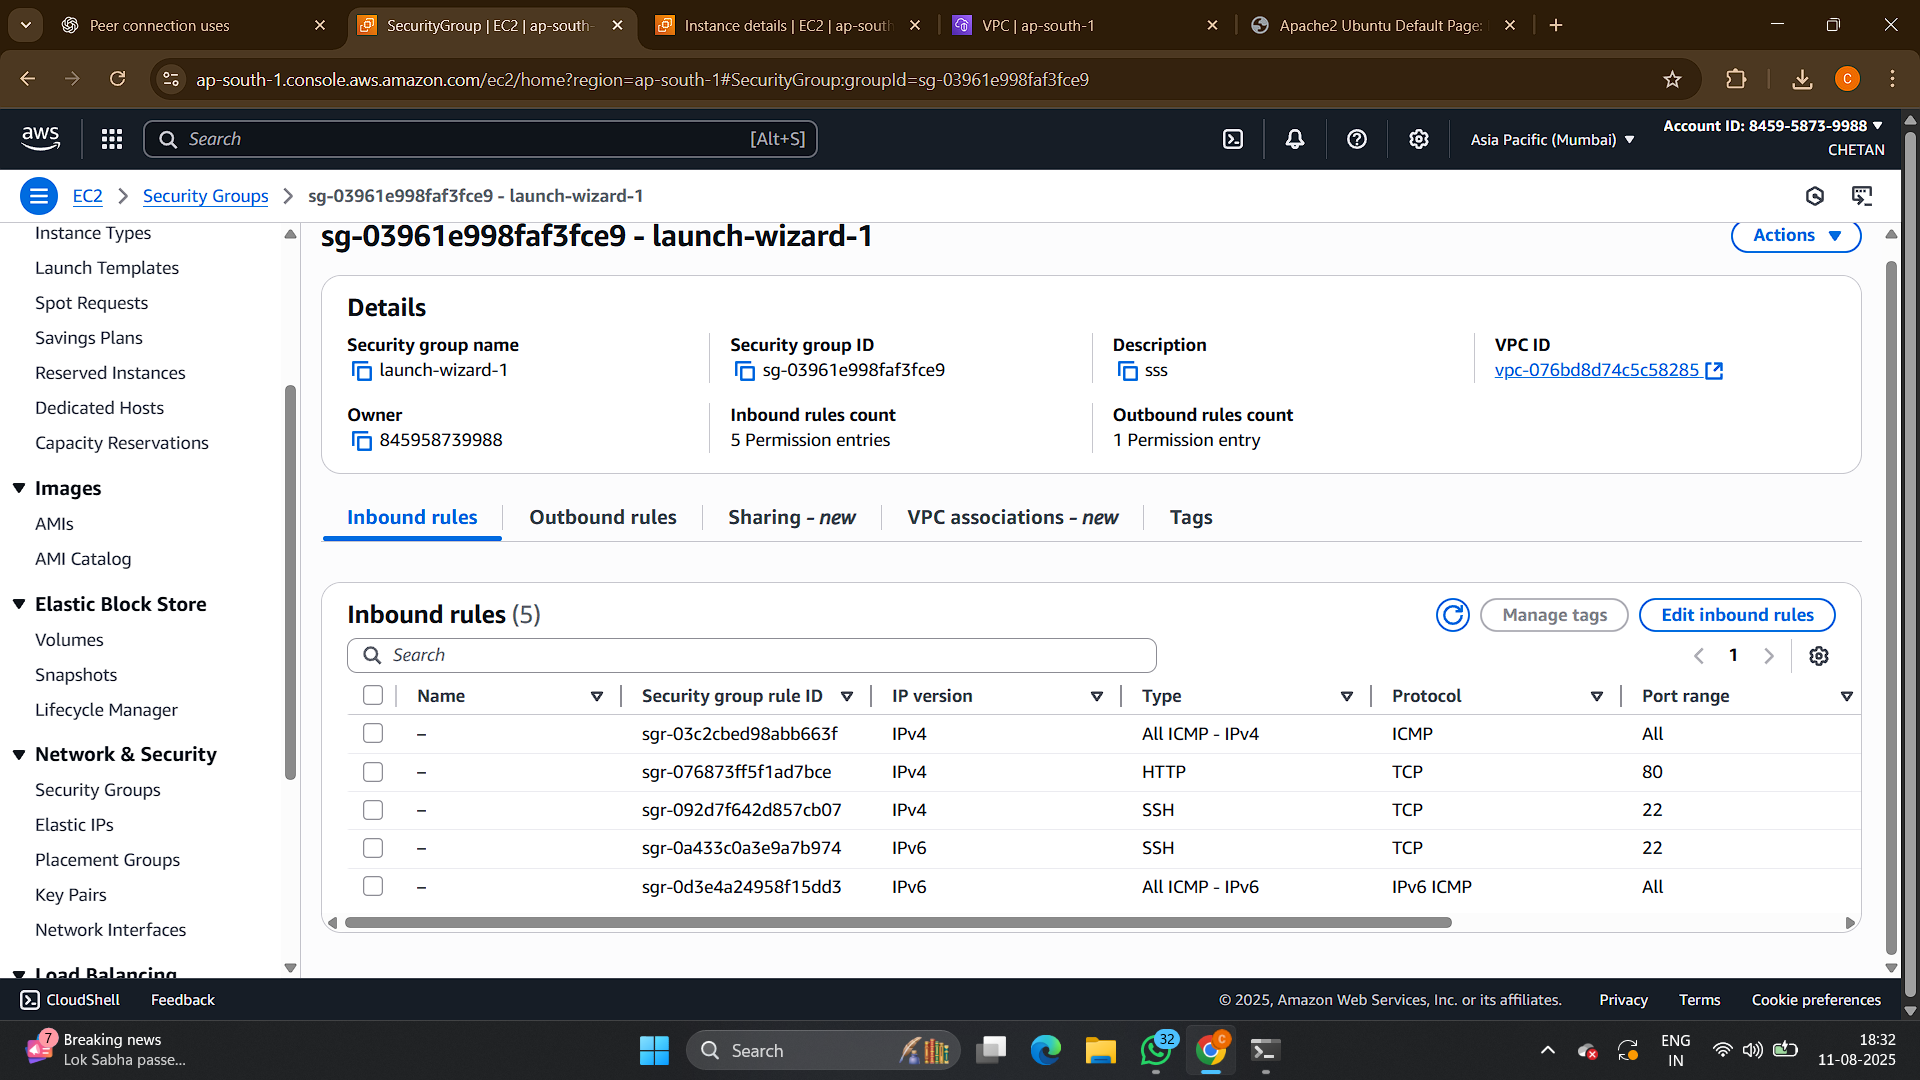 Peer connection uses
SecurityGroup | EC2 | ap-south-
Instance details | EC2 | ap-south
VPC | ap-south-1
Apache2 Ubuntu Default Page:
ap-south-1.console.aws.amazon.com/ec2/home?region=ap-south-1#SecurityGroup:groupId=sg-03961e998faf3fce9
C
aws
Search
[Alt+S]
Asia Pacific (Mumbai)
Account ID: 8459-5873-9988
CHETAN
EC2
Security Groups
sg-03961e998faf3fce9 - launch-wizard-1
Instance Types
Launch Templates
Spot Requests
Savings Plans
Reserved Instances
Dedicated Hosts
Capacity Reservations
Images
AMIs
AMI Catalog
Elastic Block Store
Volumes
Snapshots
Lifecycle Manager
Network & Security
Security Groups
Elastic IPs
Placement Groups
Key Pairs
Network Interfaces
Load Balancing
sg-03961e998faf3fce9 - launch-wizard-1
Actions
Details
Security group name
launch-wizard-1
Security group ID
sg-03961e998faf3fce9
Description
sss
VPC ID
vpc-076bd8d74c5c58285
Owner
845958739988
Inbound rules count
5 Permission entries
Outbound rules count
1 Permission entry
Inbound rules
Outbound rules
Sharing - new
VPC associations - new
Tags
Inbound rules (5)
Manage tags
Edit inbound rules
Search
1
Name Security group rule ID IP version Type Protocol Port range
– sgr-03c2cbed98abb663f IPv4 All ICMP - IPv4 ICMP All
– sgr-076873ff5f1ad7bce IPv4 HTTP TCP 80
– sgr-092d7f642d857cb07 IPv4 SSH TCP 22
– sgr-0a433c0a3e9a7b974 IPv6 SSH TCP 22
– sgr-0d3e4a24958f15dd3 IPv6 All ICMP - IPv6 IPv6 ICMP All
CloudShell
Feedback
© 2025, Amazon Web Services, Inc. or its affiliates.
Privacy
Terms
Cookie preferences
7
Breaking news
Lok Sabha passe...
Search
32
C
ENG
IN
18:32
11-08-2025